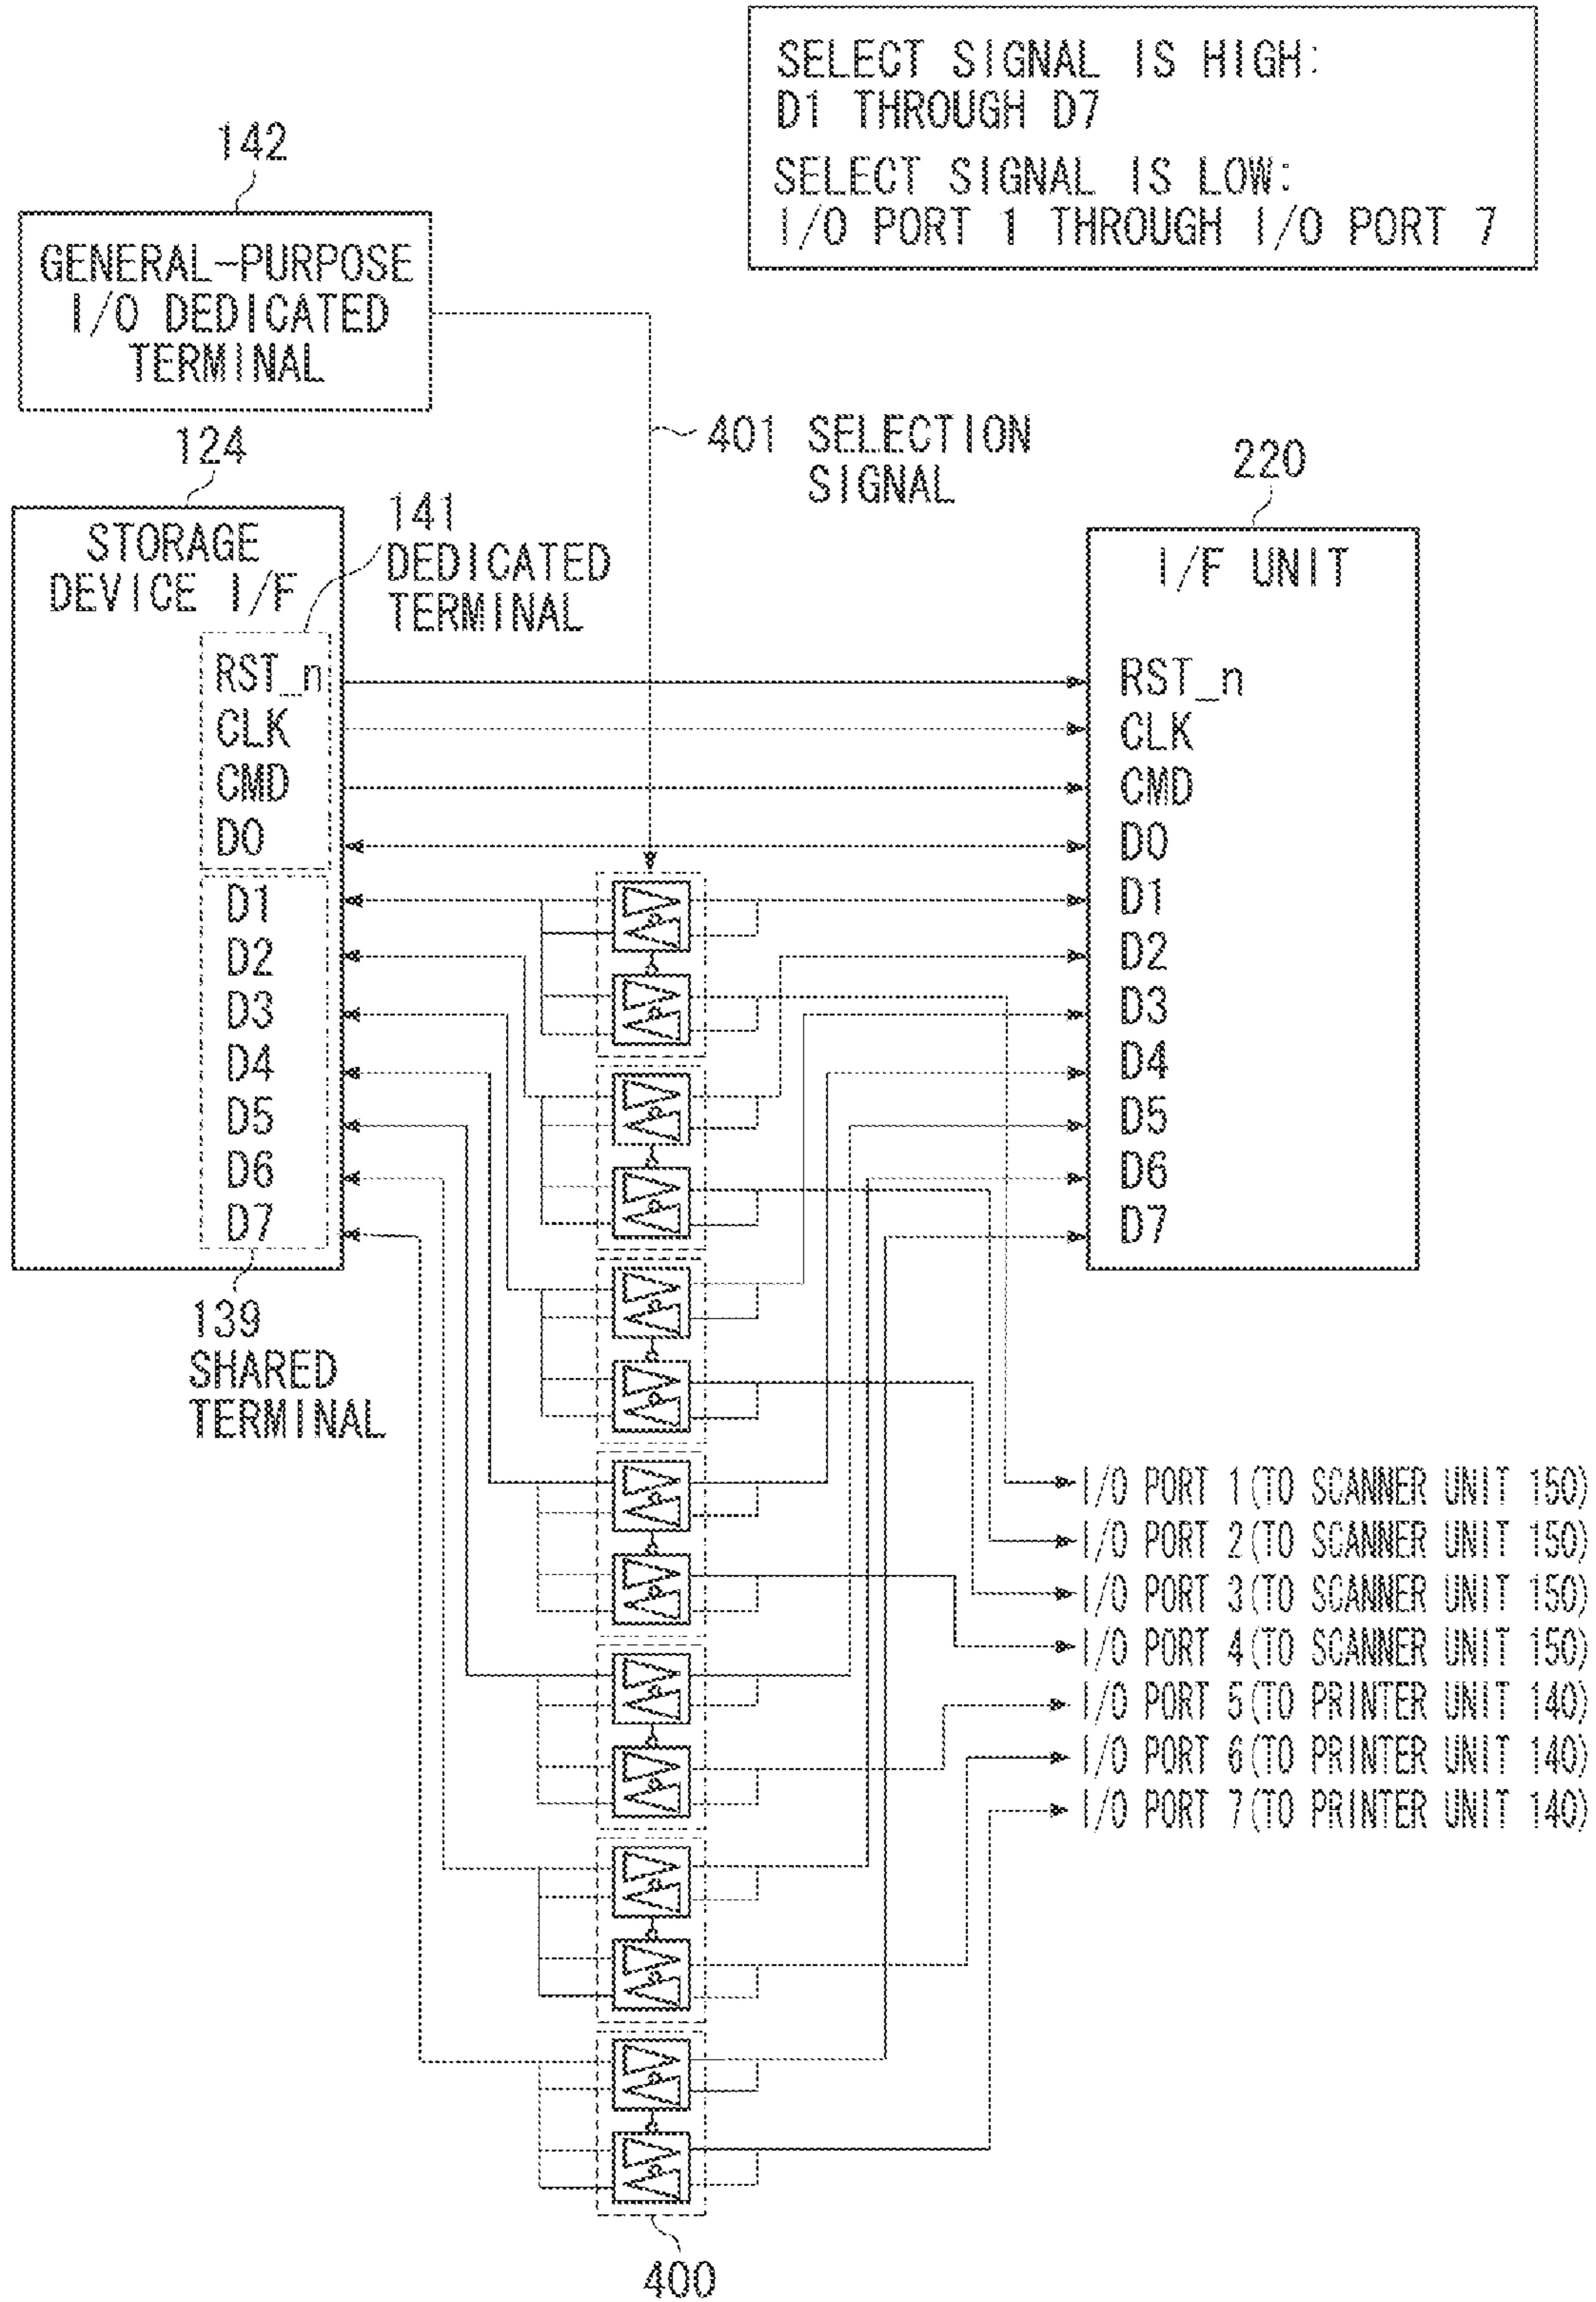 SELECT SIGNAL IS HIGH:
D1 THROUGH D7
SELECT SIGNAL IS LOW:
I/O PORT 1 THROUGH I/O PORT 7
142
GENERAL-PURPOSE
I/O DEDICATED
TERMINAL
401 SELECTION
SIGNAL
124
STORAGE
DEVICE I/F
141
DEDICATED
TERMINAL
RST_n
CLK
CMD
D0
D1
D2
D3
D4
D5
D6
D7
139
SHARED
TERMINAL
220
I/F UNIT
RST_n
CLK
CMD
D0
D1
D2
D3
D4
D5
D6
D7
I/O PORT 1(TO SCANNER UNIT 150)
I/O PORT 2(TO SCANNER UNIT 150)
I/O PORT 3(TO SCANNER UNIT 150)
I/O PORT 4(TO SCANNER UNIT 150)
I/O PORT 5(TO PRINTER UNIT 140)
I/O PORT 6(TO PRINTER UNIT 140)
I/O PORT 7(TO PRINTER UNIT 140)
400